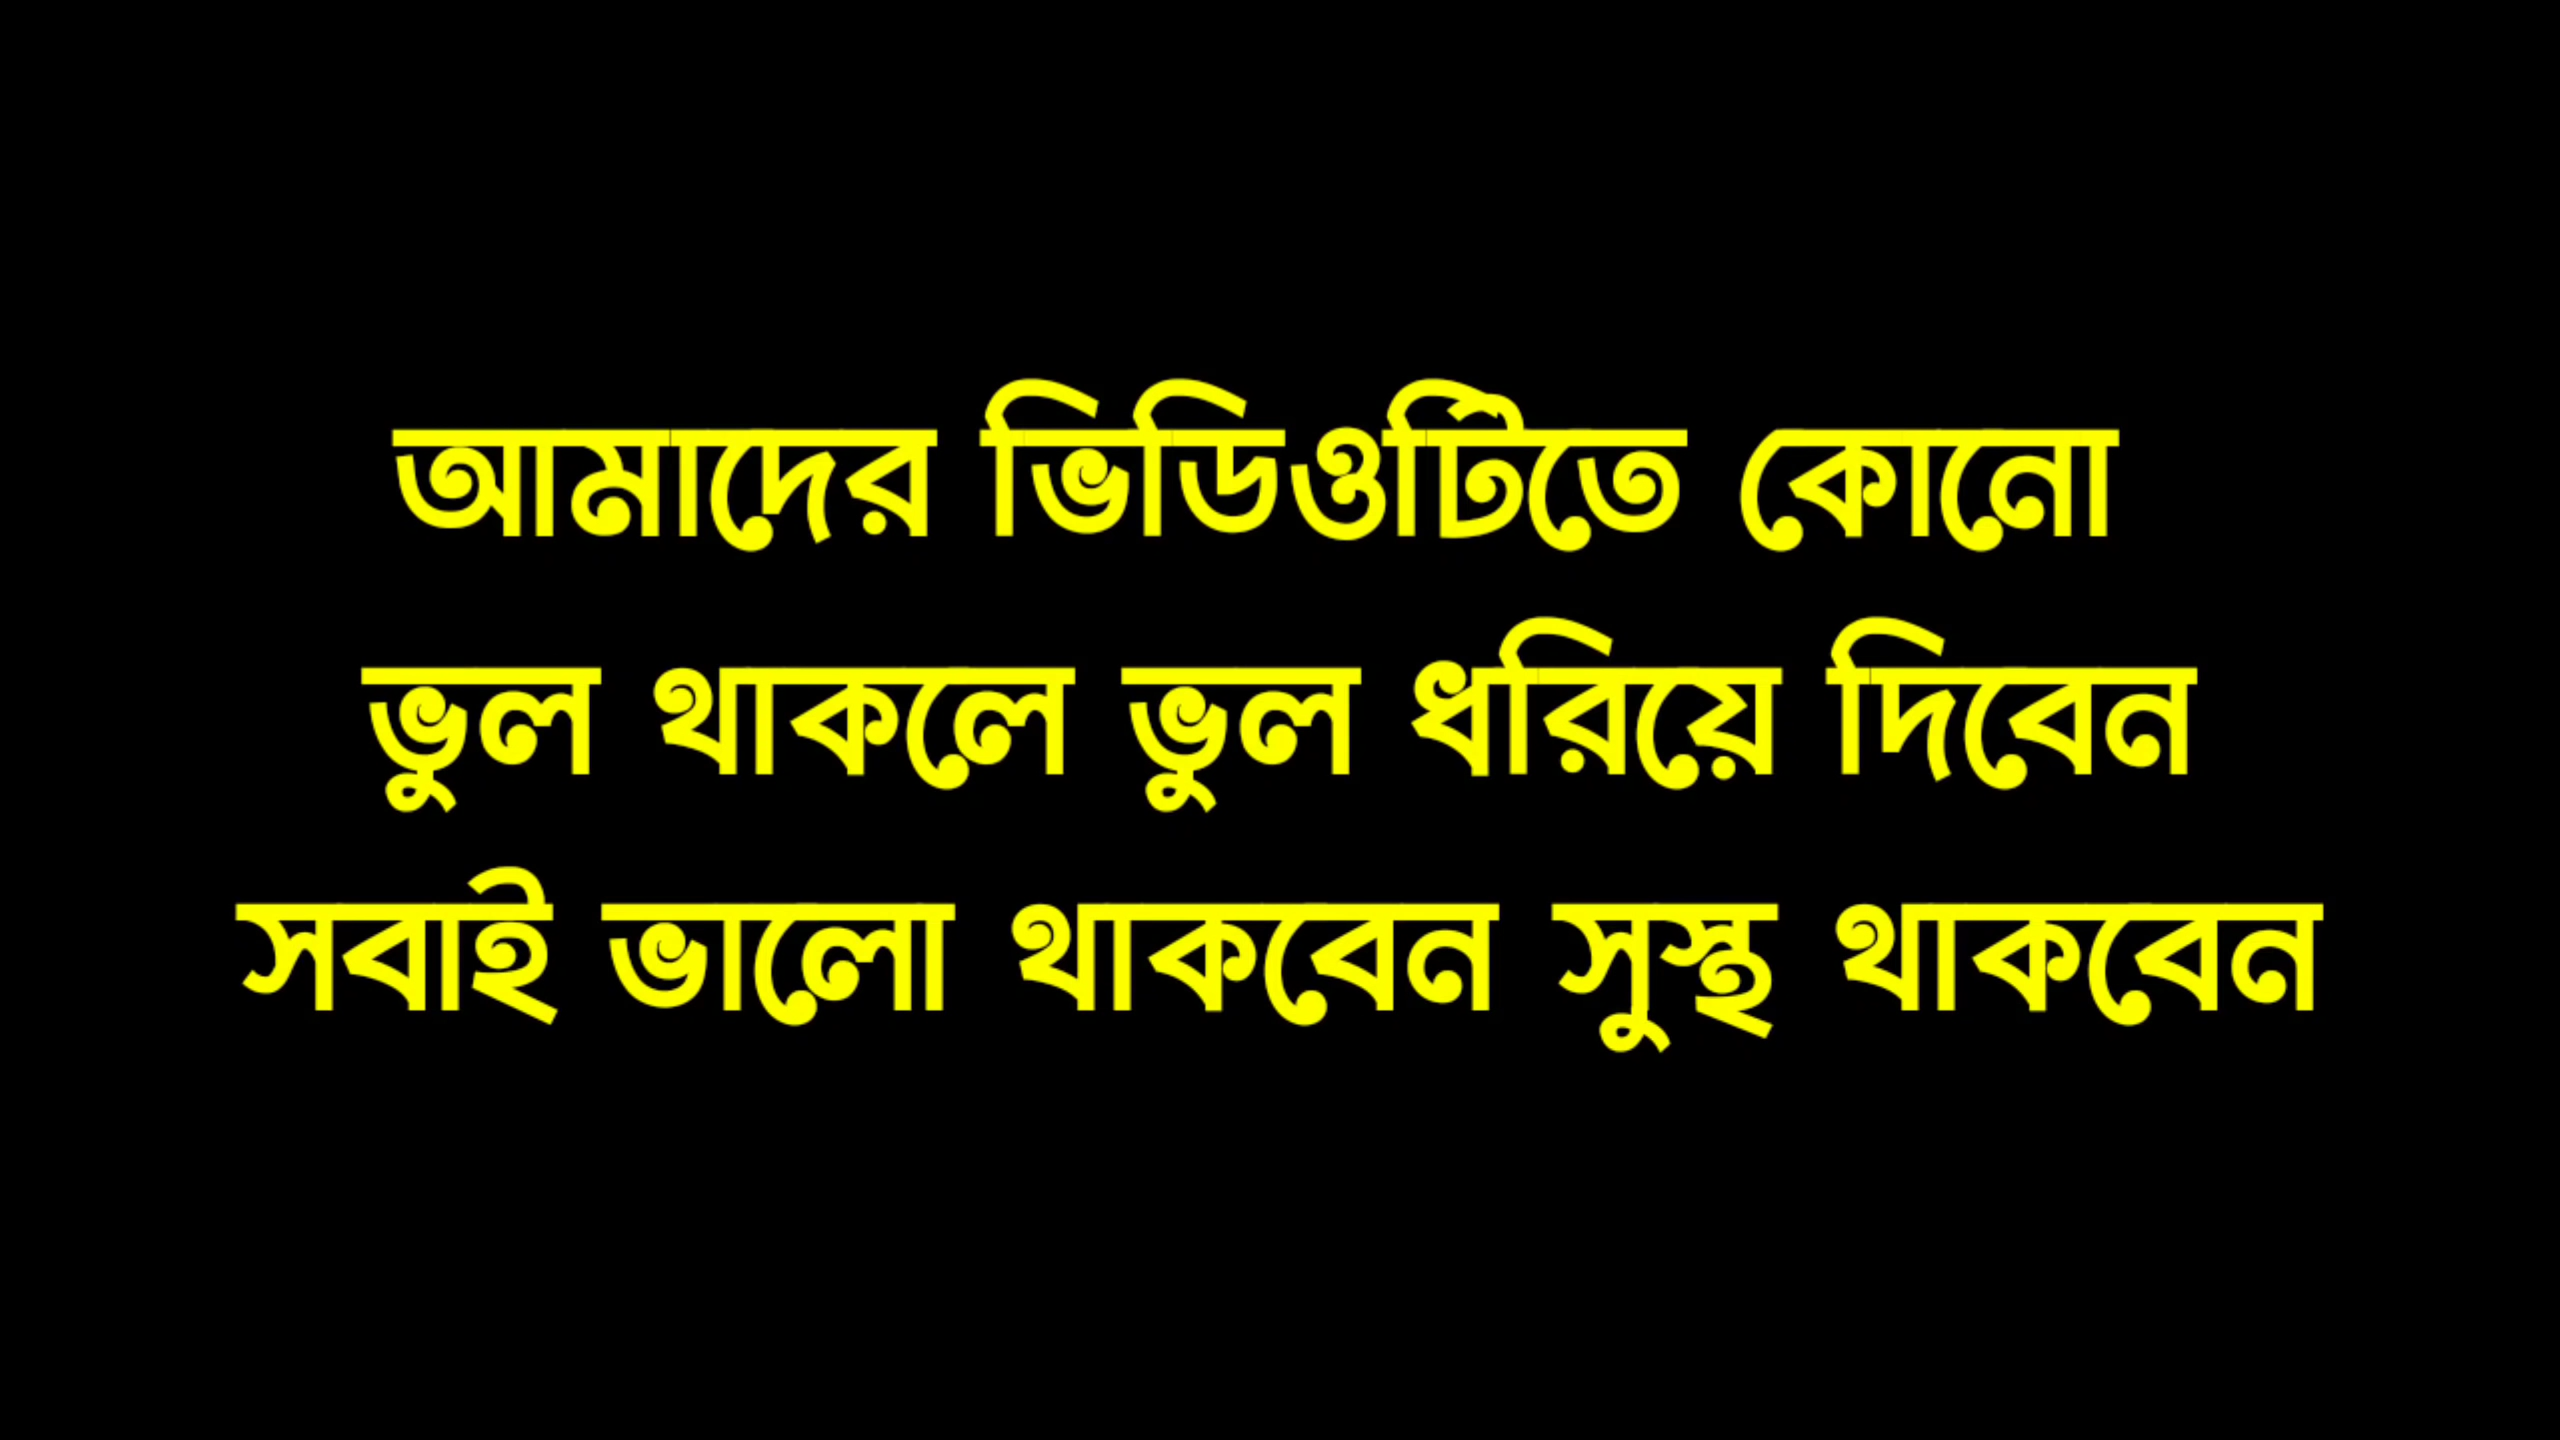 আমাদের ভিডিওটিতে কোনো
ভুল থাকলে ভুল ধরিয়ে দিবেন
সবাই ভালো থাকবেন সুস্থ থাকবেন